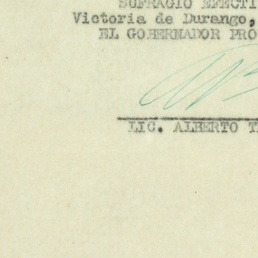 SUFRAGIO EFECTI
Victoria de Durango,
EL GOBERNADOR PRO
LIC. ALBERTO T